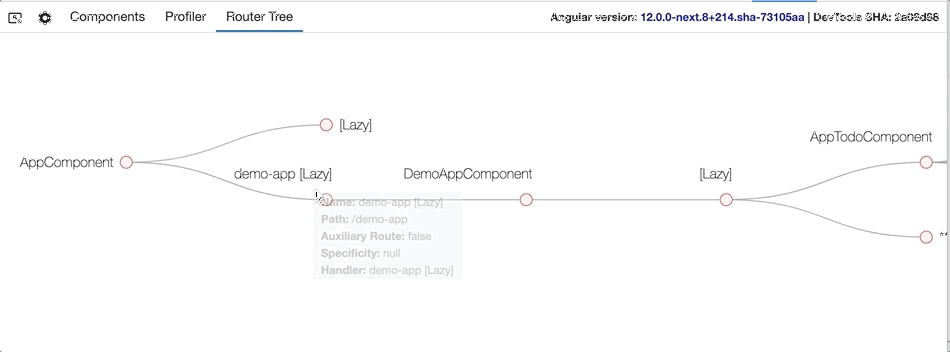 Components Profiler Router Tree Angular version: 12.0.0-next.8+214.sha-73105aa | DevTools SHA:
AppTodoComponent
[Lazy]
AppComponent
demo-app [Lazy] DemoAppComponent [Lazy]
Name: demo-app [Lazy]
Path: /demo-app
Auxiliary Route: false
Specificity: null
Handler: demo-app [Lazy]
**